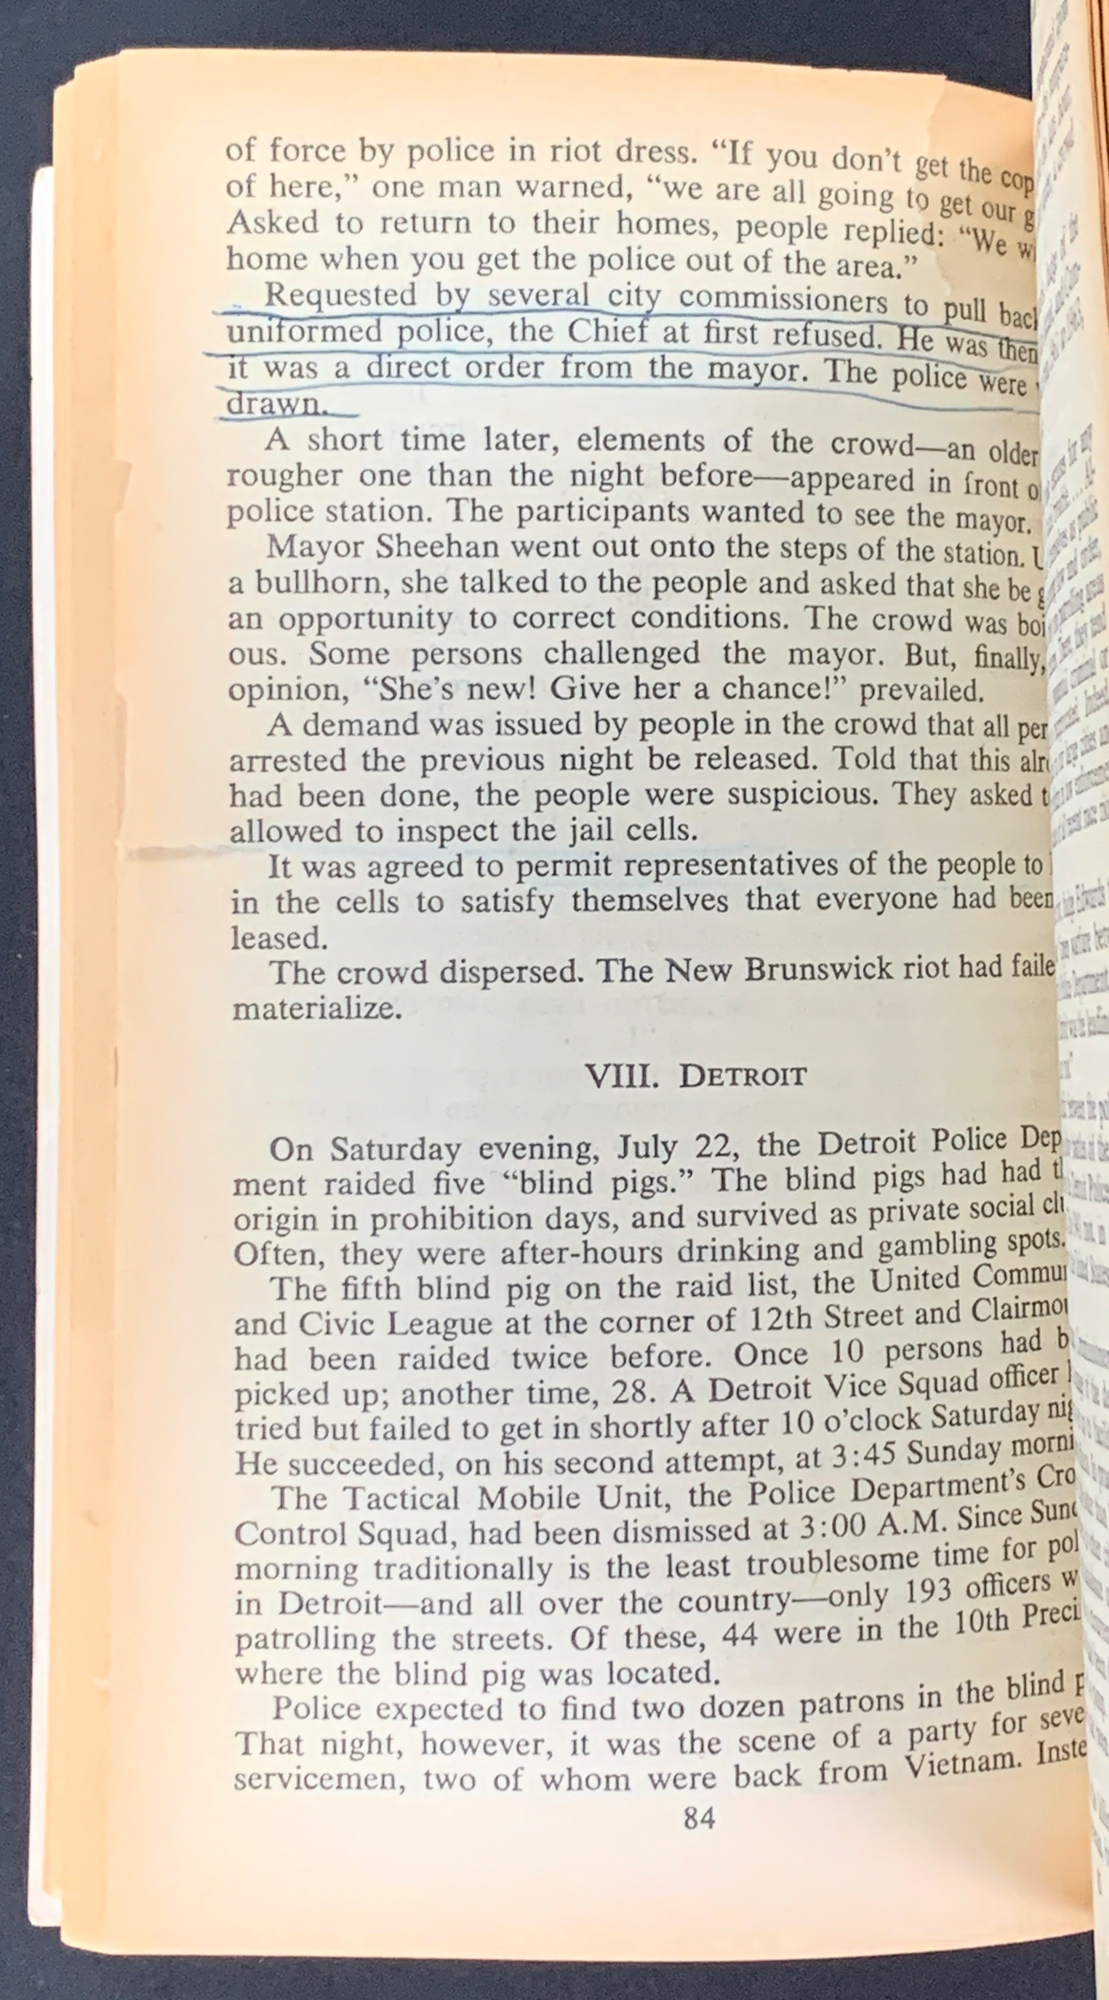 of force by police in riot dress. “If you don’t get the cop
of here,” one man warned, “we are all going to get our g
Asked to return to their homes, people replied: “We w
home when you get the police out of the area.”
Requested by several city commissioners to pull bac
uniformed police, the Chief at first refused. He was then
it was a direct order from the mayor. The police were
drawn.
A short time later, elements of the crowd—an older
rougher one than the night before—appeared in front o
police station. The participants wanted to see the mayor.
Mayor Sheehan went out onto the steps of the station. U
a bullhorn, she talked to the people and asked that she be g
an opportunity to correct conditions. The crowd was boi
ous. Some persons challenged the mayor. But, finally,
opinion, “She’s new! Give her a chance!” prevailed.
A demand was issued by people in the crowd that all per
arrested the previous night be released. Told that this alr
had been done, the people were suspicious. They asked t
allowed to inspect the jail cells.
It was agreed to permit representatives of the people to
in the cells to satisfy themselves that everyone had been
leased.
The crowd dispersed. The New Brunswick riot had faile
materialize.
VIII. DETROIT
On Saturday evening, July 22, the Detroit Police Dep
ment raided five “blind pigs.” The blind pigs had had t
origin in prohibition days, and survived as private social clu
Often, they were after-hours drinking and gambling spots.
The fifth blind pig on the raid list, the United Commu
and Civic League at the corner of 12th Street and Clairmo
had been raided twice before. Once 10 persons had b
picked up; another time, 28. A Detroit Vice Squad officer
tried but failed to get in shortly after 10 o’clock Saturday nig
He succeeded, on his second attempt, at 3:45 Sunday morni
The Tactical Mobile Unit, the Police Department’s Cro
Control Squad, had been dismissed at 3:00 A.M. Since Sund
morning traditionally is the least troublesome time for pol
in Detroit—and all over the country—only 193 officers w
patrolling the streets. Of these, 44 were in the 10th Preci
where the blind pig was located.
Police expected to find two dozen patrons in the blind p
That night, however, it was the scene of a party for seve
servicemen, two of whom were back from Vietnam. Inste
84